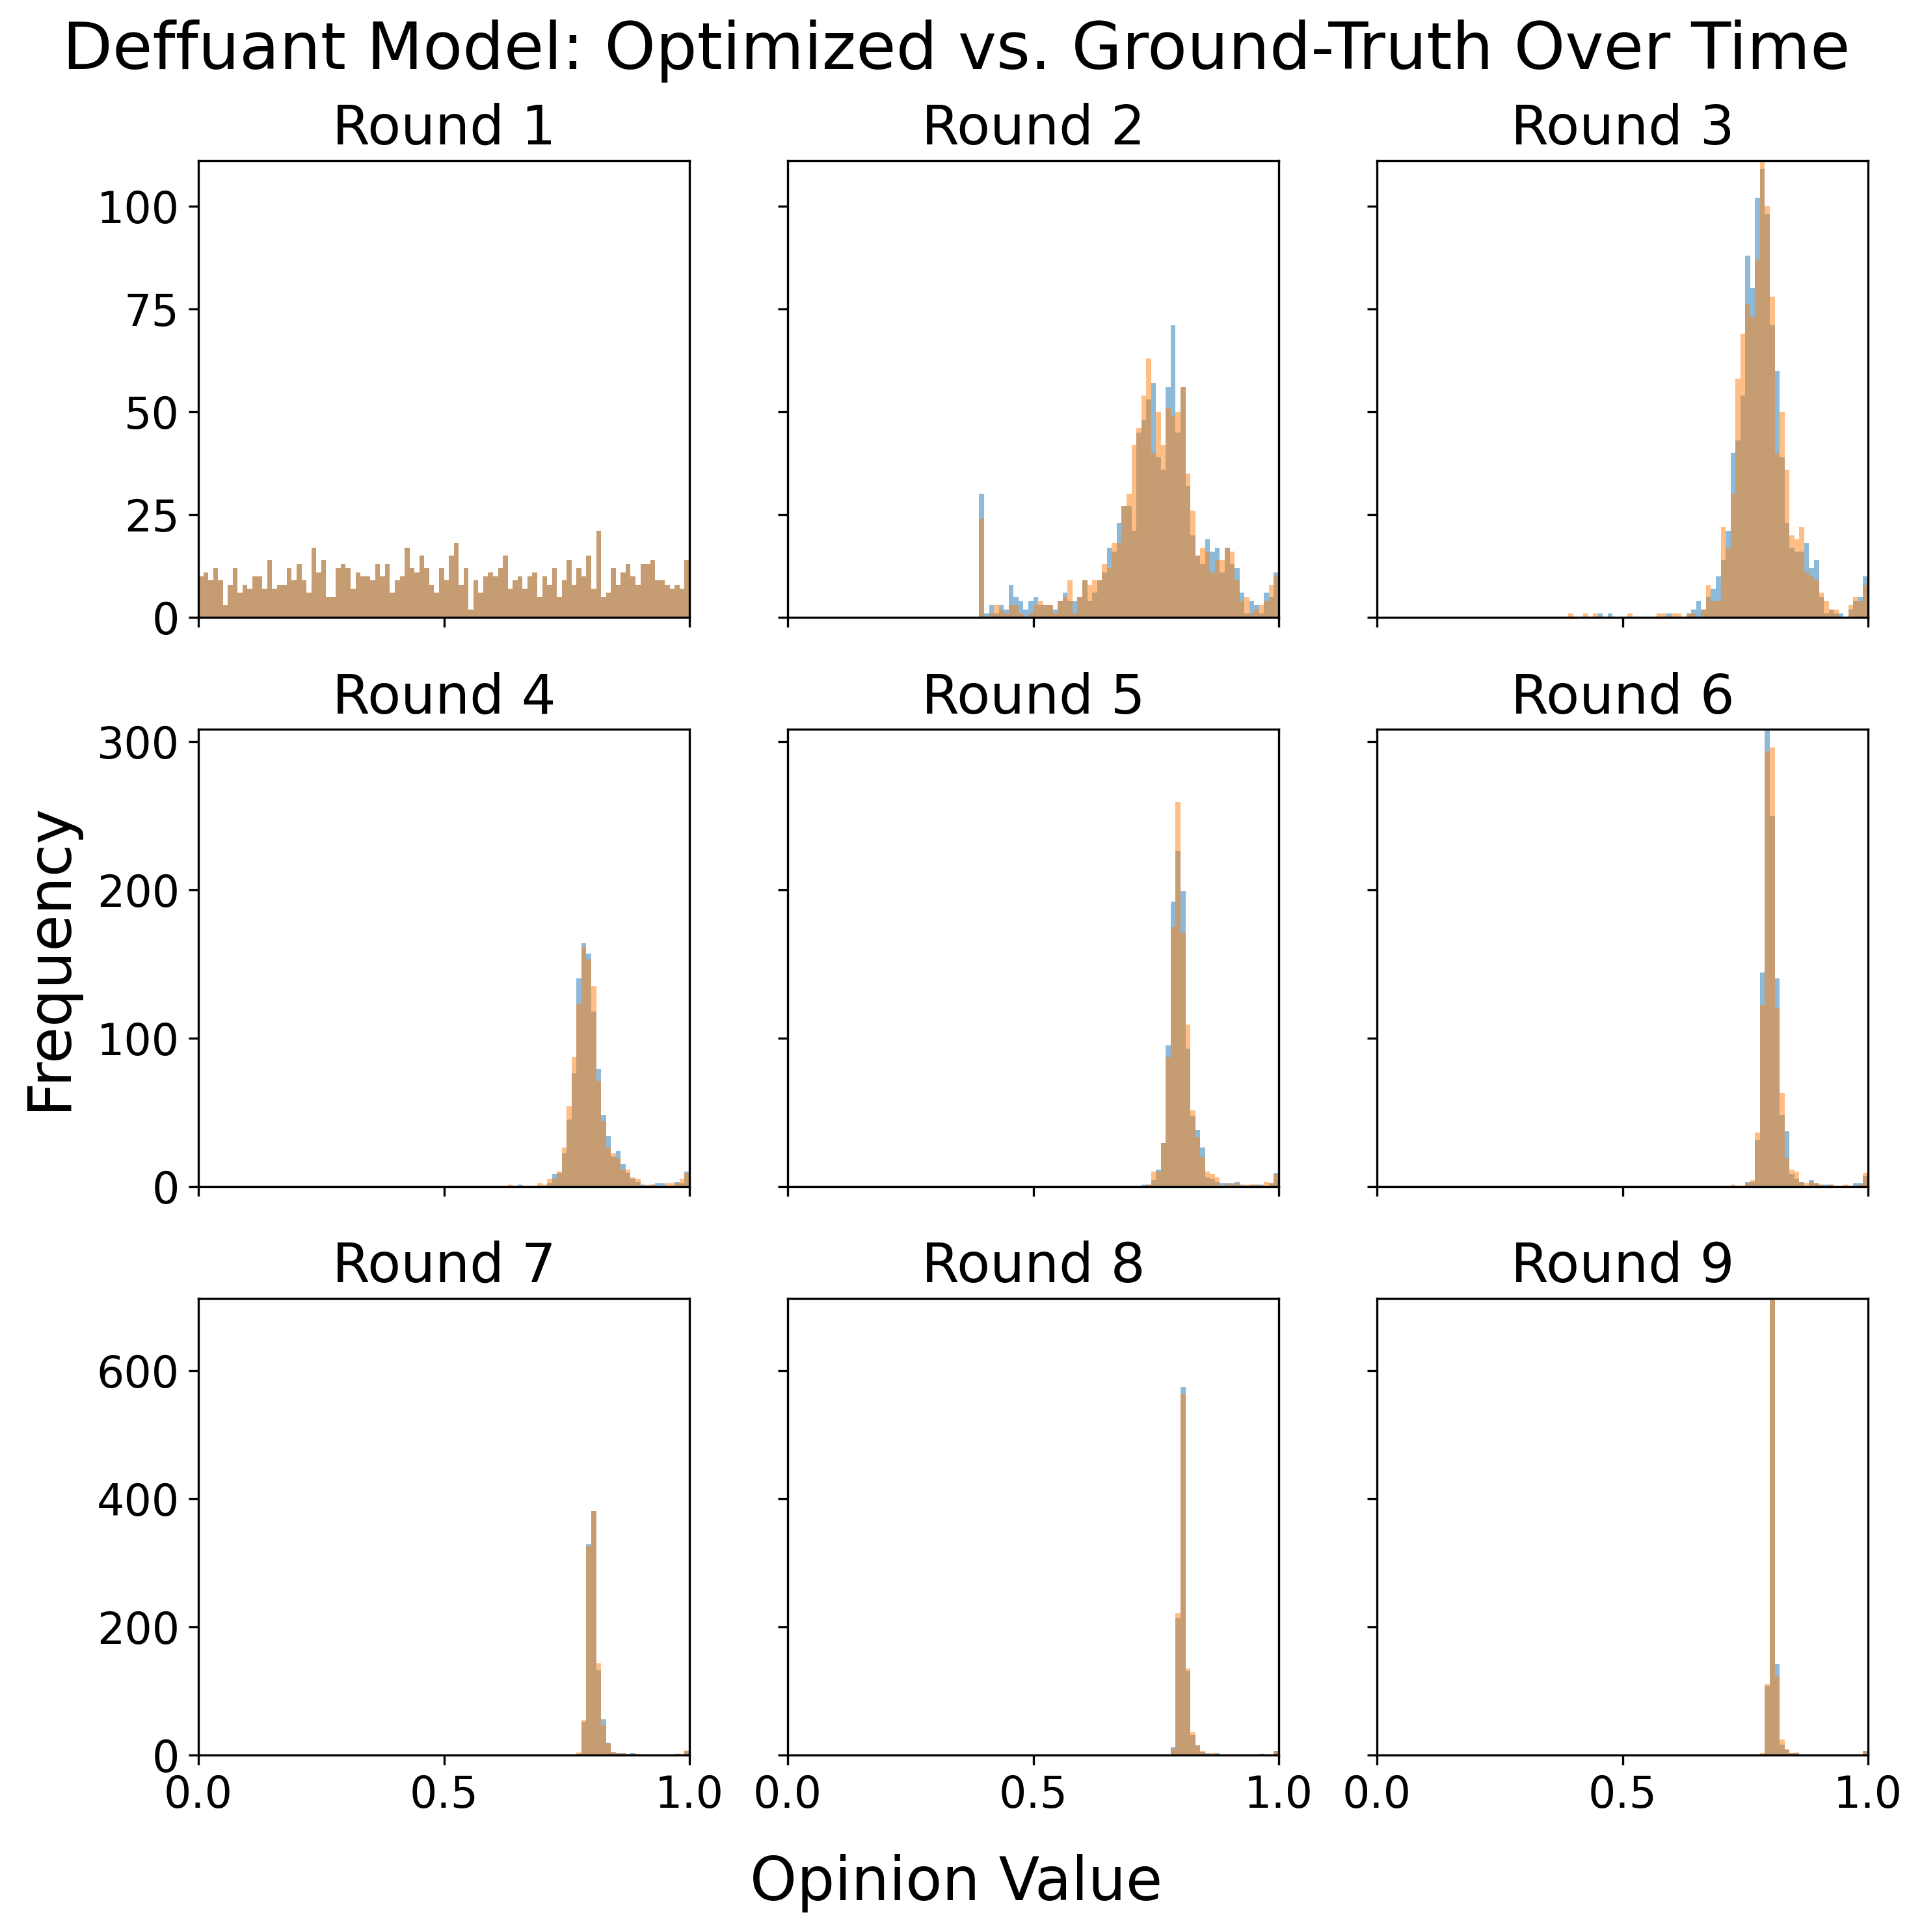 Deffuant Model: Optimized vs. Ground-Truth Over Time
Round 1
Round 2
Round 3
100
75
50
25
0
Round 4
Round 5
Round 6
300
200
100
0
Frequency
Round 7
Round 8
Round 9
600
400
200
0
0.0 0.5 1.0 0.0 0.5 1.0 0.0 0.5 1.0
Opinion Value